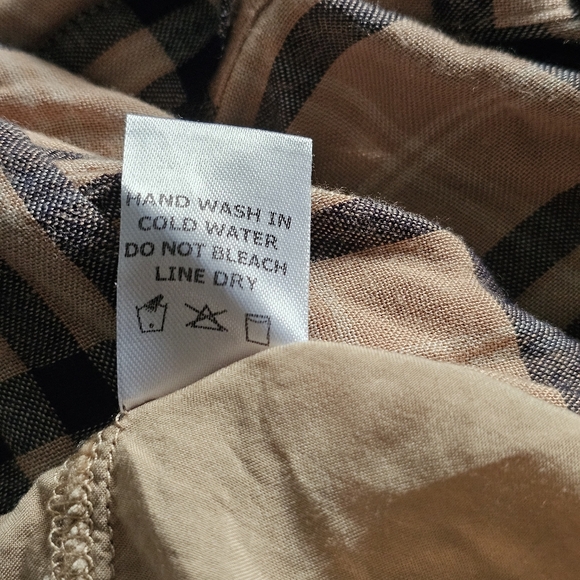 HAND WASH IN
COLD WATER
DO NOT BLEACH
LINE DRY